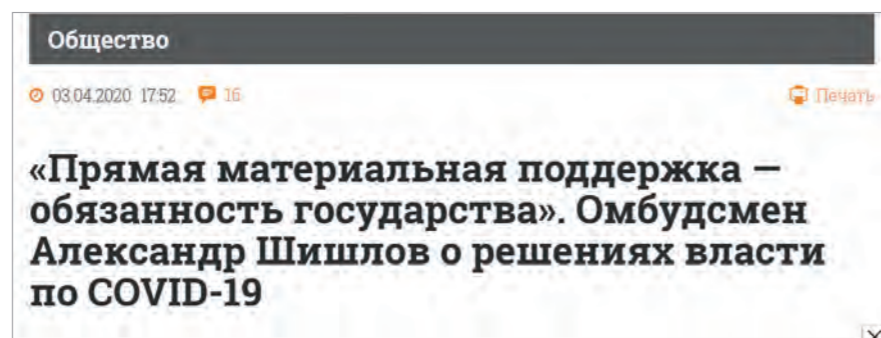 Общество
03.04.2020 17:52 16 Печать
«Прямая материальная поддержка —
обязанность государства». Омбудсмен
Александр Шишлов о решениях власти
по COVID-19